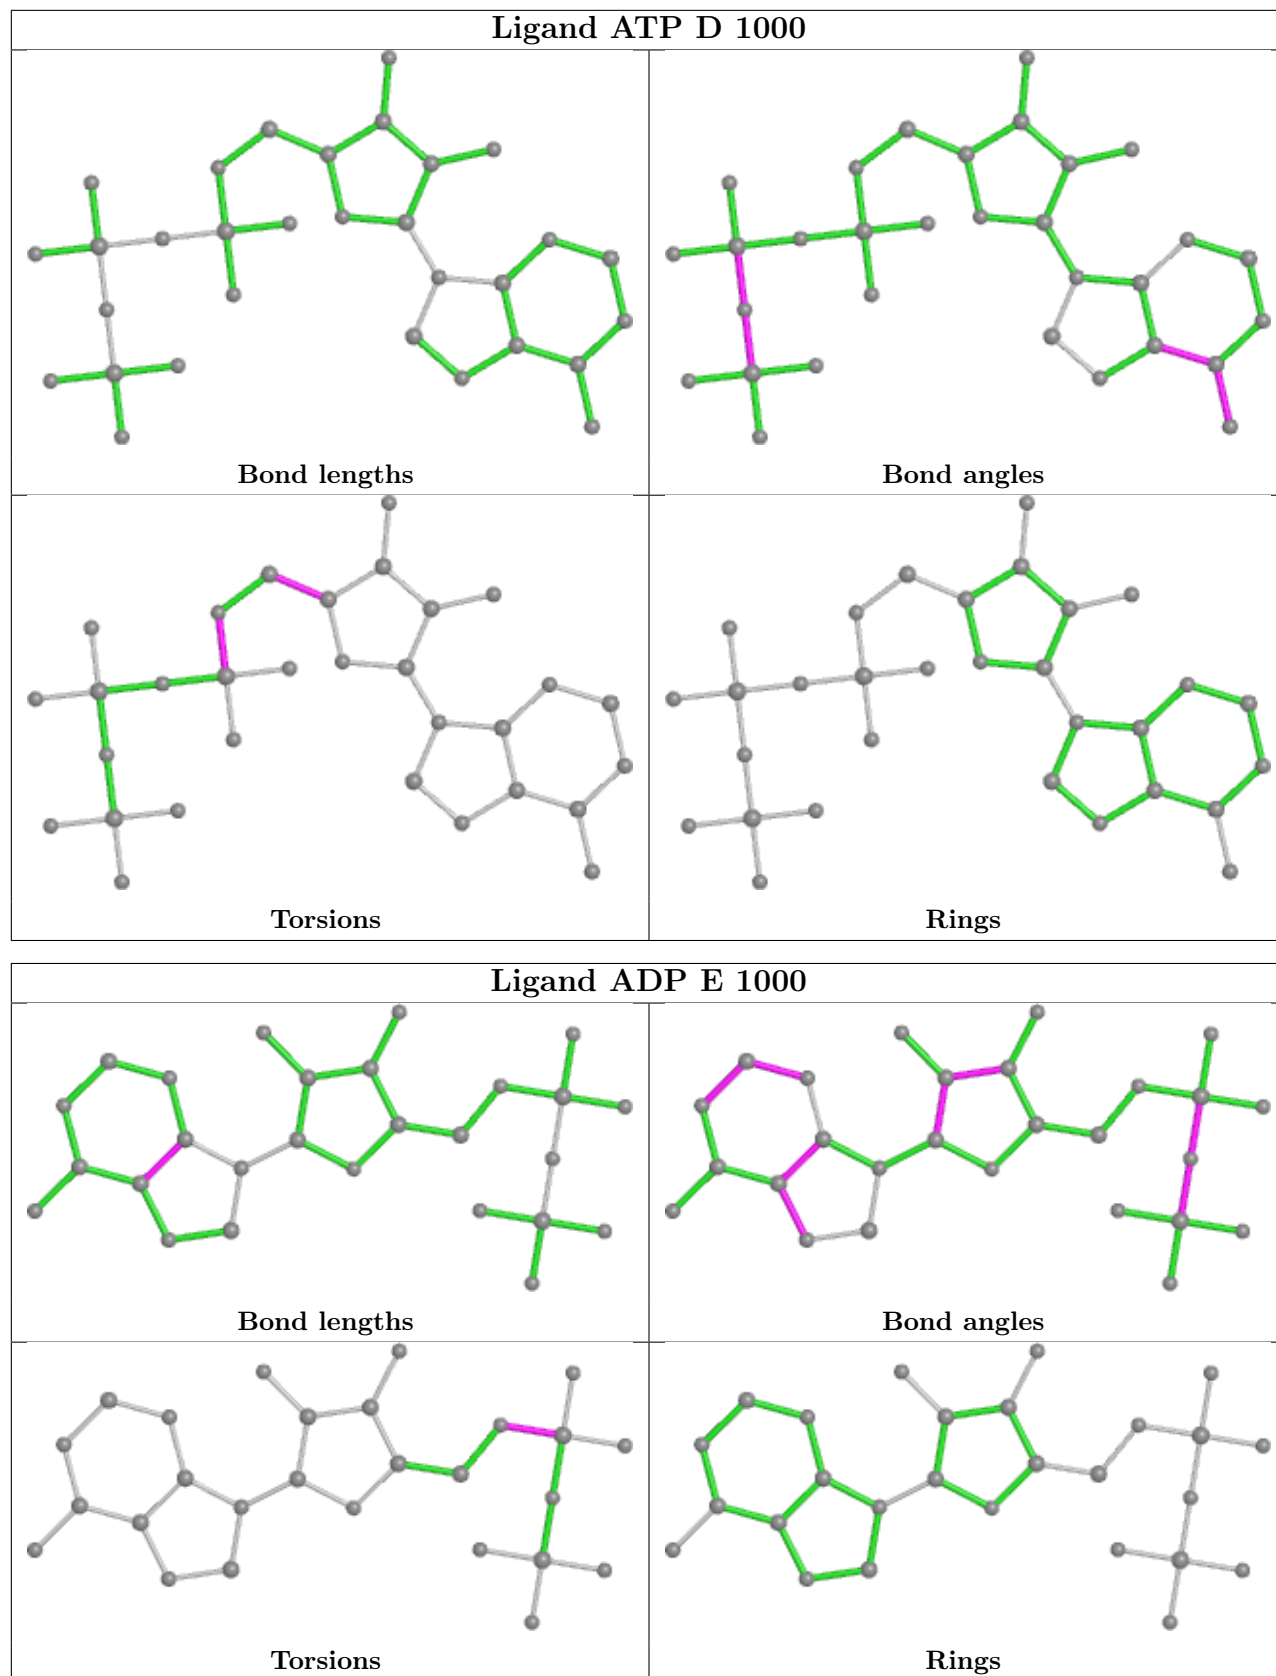 Ligand ATP D 1000
Bond lengths
Bond angles
Torsions
Rings
Ligand ADP E 1000
Bond lengths
Bond angles
Torsions
Rings